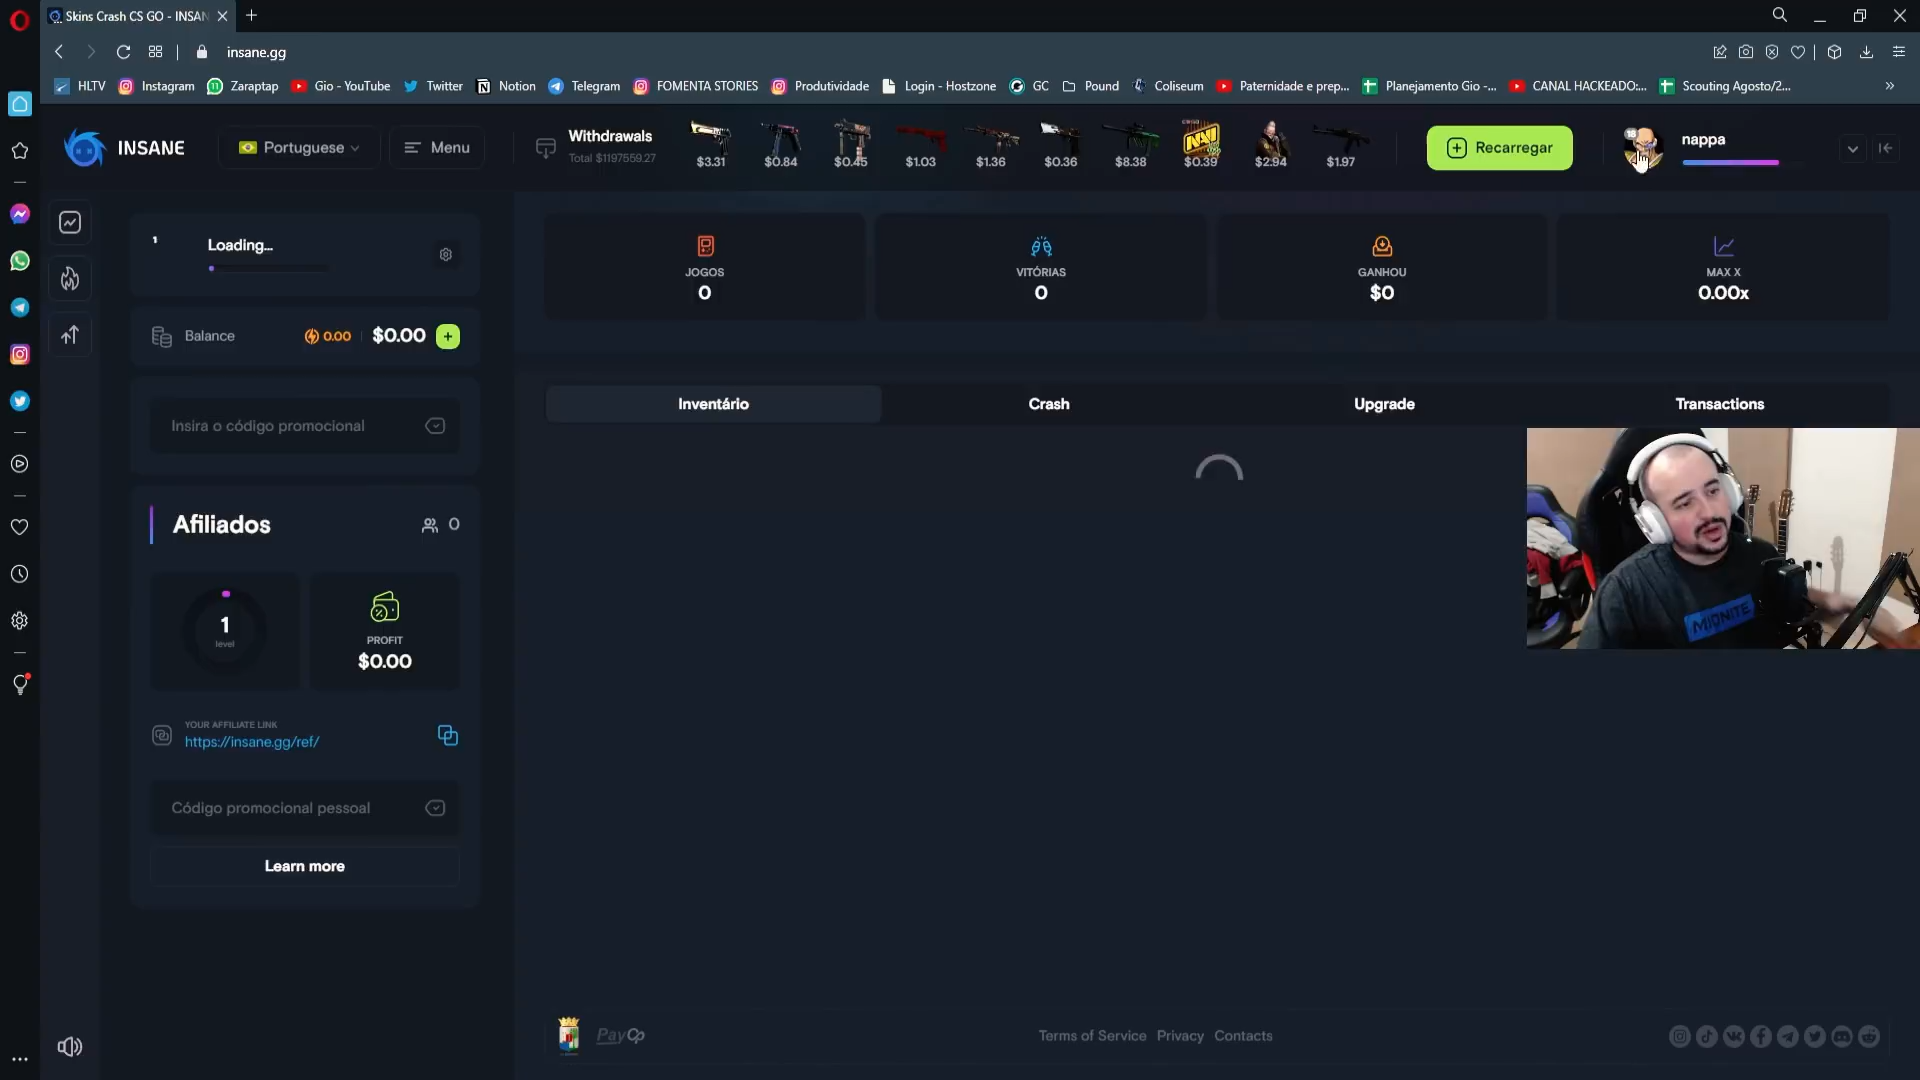 Skins Crash CS GO - INSAN
insane.gg
HLTV
Instagram
11
Zaraptap
Gio - YouTube
Twitter
Notion
Telegram
FOMENTA STORIES
Produtividade
Login - Hostzone
GC
Pound
Coliseum
Paternidade e prep...
Planejamento Gio -...
CANAL HACKEADO:...
Scouting Agosto/2...
»
INSANE
Portuguese
Menu
Withdrawals
Total $1197559.27
$3.31
$0.84
$0.45
$1.03
$1.36
$0.36
$8.38
$0.39
$2.94
$1.97
Recarregar
18
nappa
1
Loading...
JOGOS
0
VITÓRIAS
0
GANHOU
$0
MAX X
0.00x
Balance
0.00
$0.00
+
Inventário
Crash
Upgrade
Transactions
Insira o código promocional
Afiliados
0
1
level
PROFIT
$0.00
MIDNITE
YOUR AFFILIATE LINK
https://insane.gg/ref/
Código promocional pessoal
Learn more
PayOp
Terms of Service
Privacy
Contacts